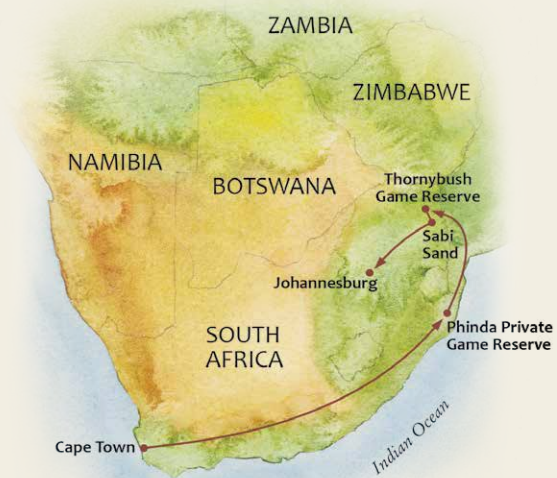 ZAMBIA
ZIMBABWE
NAMIBIA
BOTSWANA
Thornybush
Game Reserve
Sabi
Sand
Johannesburg
Phinda Private
Game Reserve
SOUTH
AFRICA
Cape Town
Indian Ocean